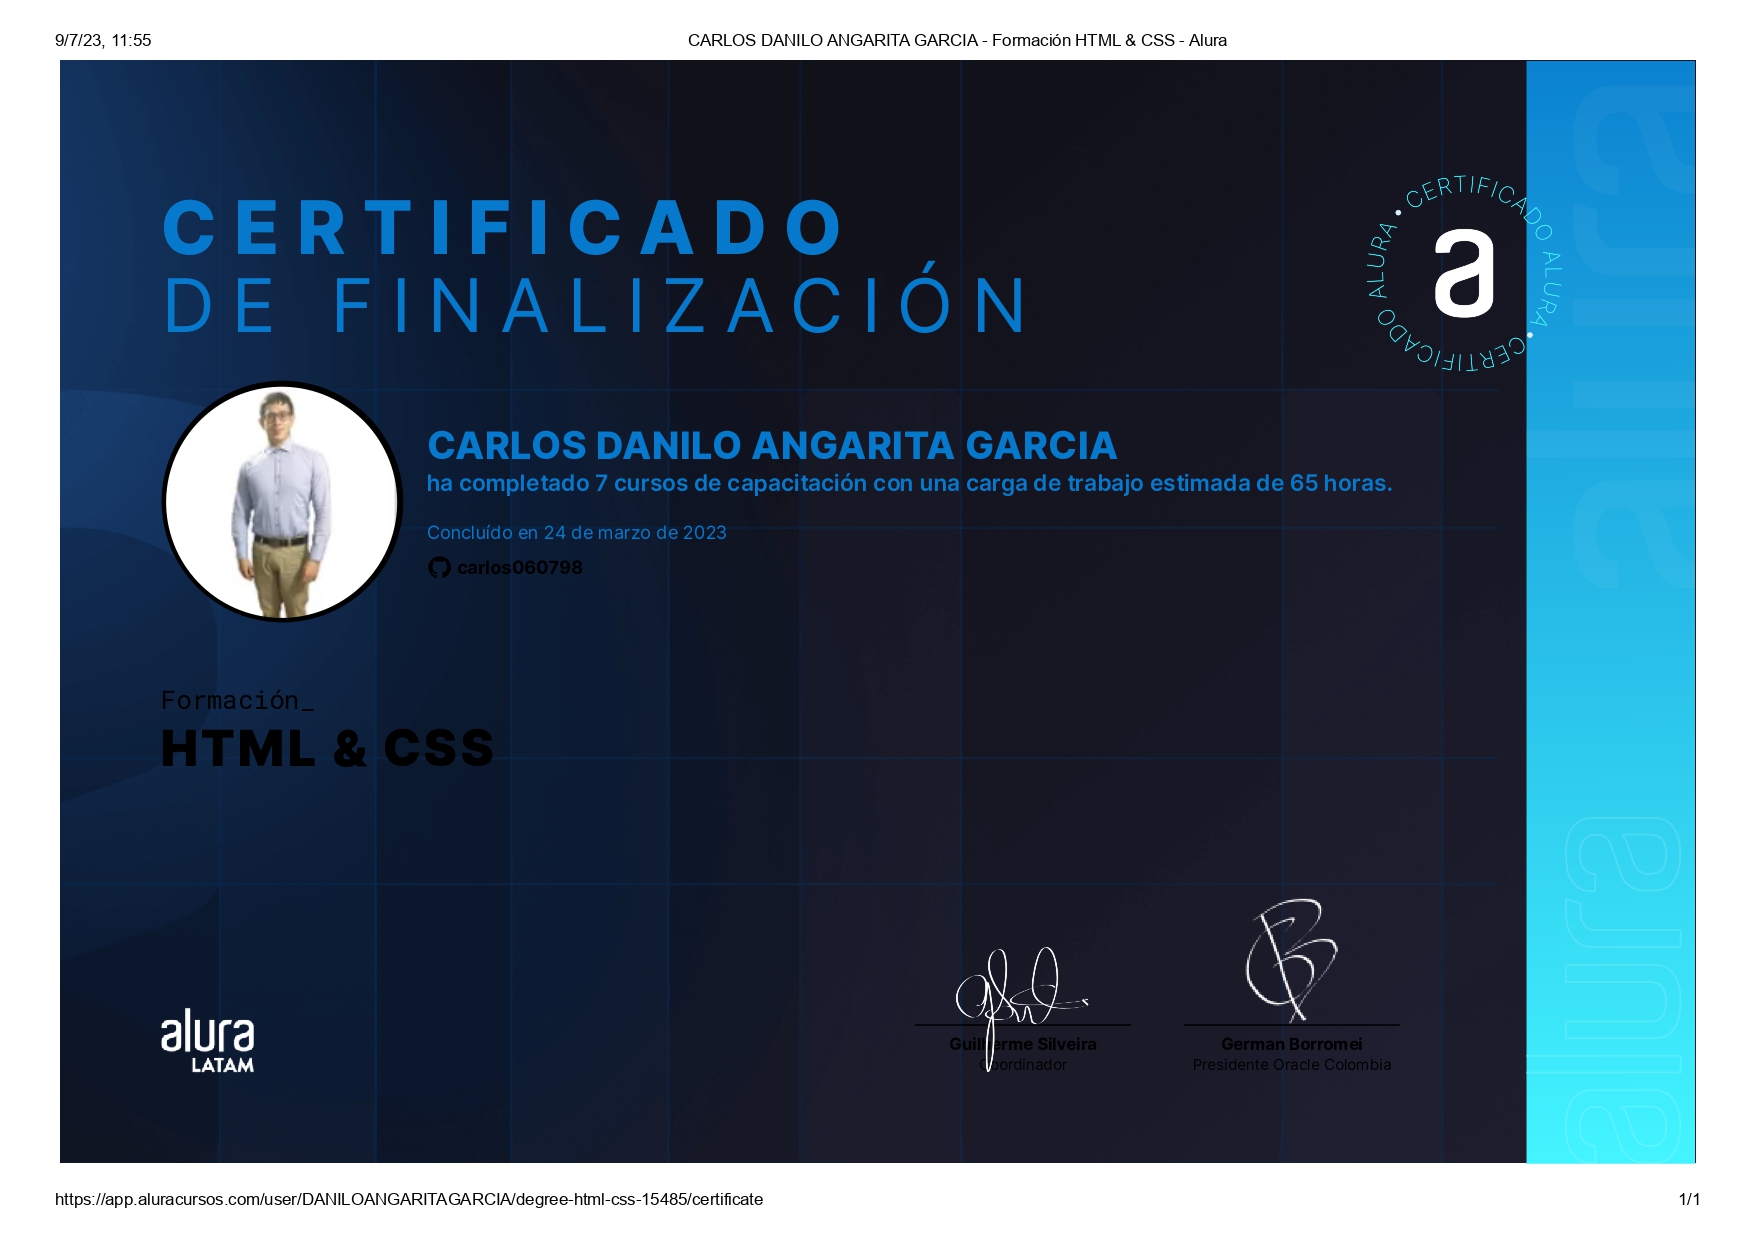 9/7/23, 11:55
CARLOS DANILO ANGARITA GARCIA - Formación HTML & CSS - Alura
CERTIFICADO
DE FINALIZACIÓN
• CERTIFICADO ALURA • CERTIFICADO ALURA
a
CARLOS DANILO ANGARITA GARCIA
ha completado 7 cursos de capacitación con una carga de trabajo estimada de 65 horas.
Concluído en 24 de marzo de 2023
carlos060798
Formación_
HTML & CSS
alura
LATAM
Guilherme Silveira
Coordinador
German Borromei
Presidente Oracle Colombia
alura
alura
a
https://app.aluracursos.com/user/DANILOANGARITAGARCIA/degree-html-css-15485/certificate
1/1